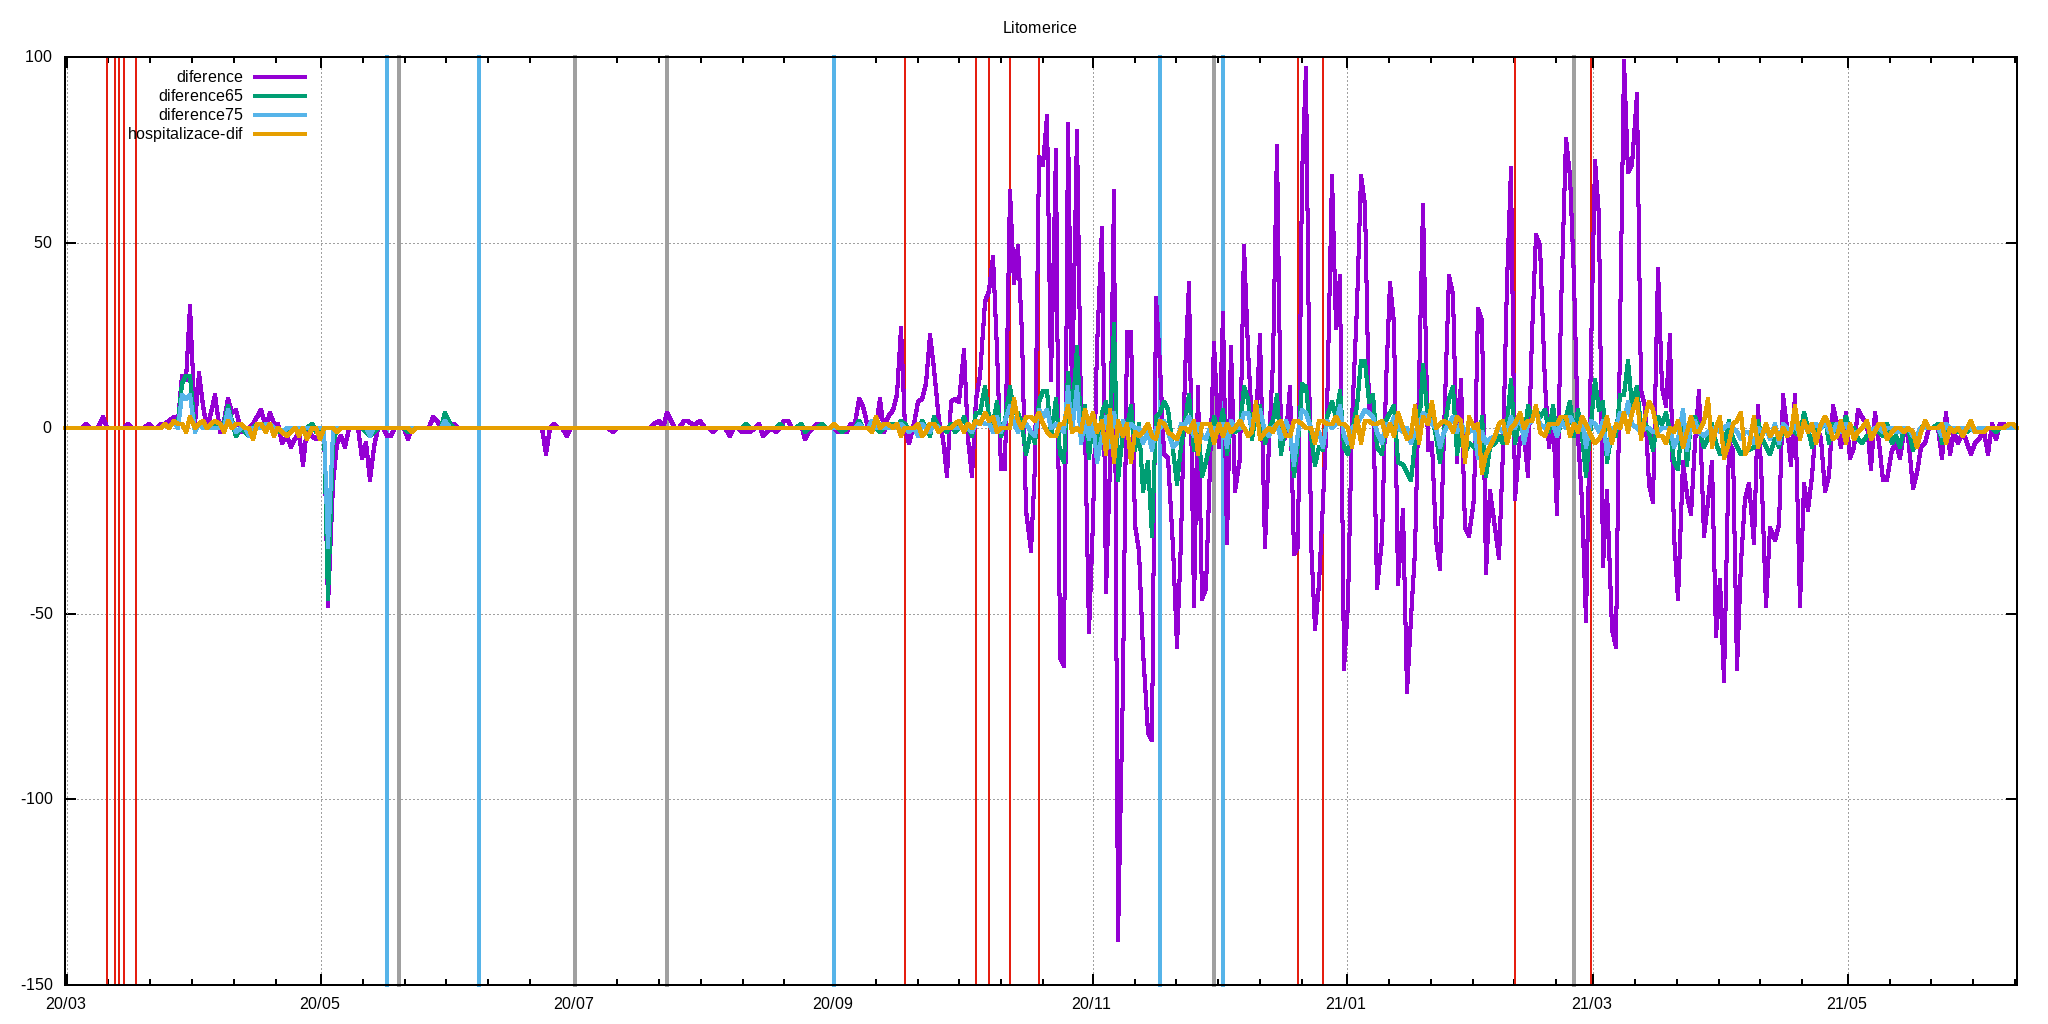 Litomerice
100
50
0
-50
-100
-150
diference
diference65
diference75
hospitalizace-dif
20/03 20/05 20/07 20/09 20/11 21/01 21/03 21/05